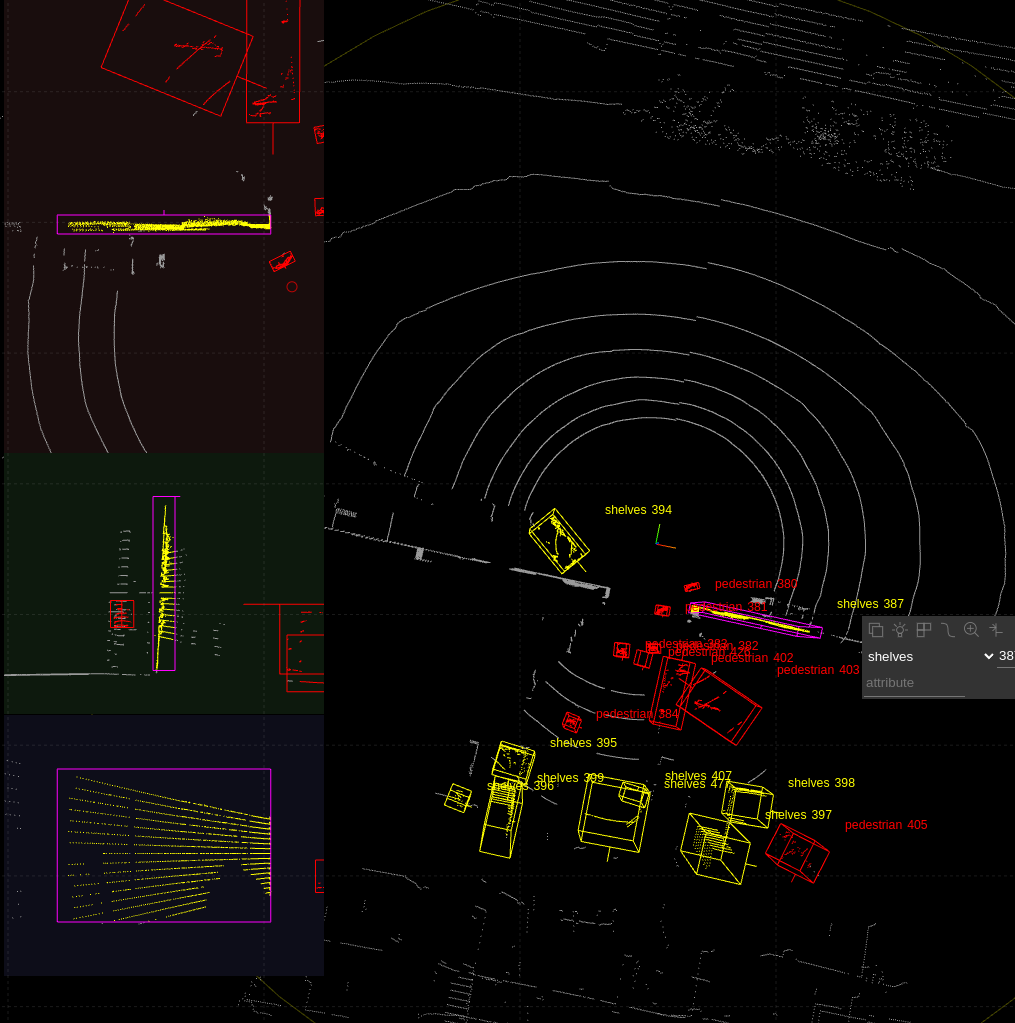 shelves 394
pedestrian 380
shelves 387
pedestrian 381
pedestrian 383
pedestrian 382
shelves
387
pedestrian 402
pedestrian 403
attribute
pedestrian 384
shelves 395
shelves 399
shelves 407
shelves 396
shelves 398
shelves 397
pedestrian 405